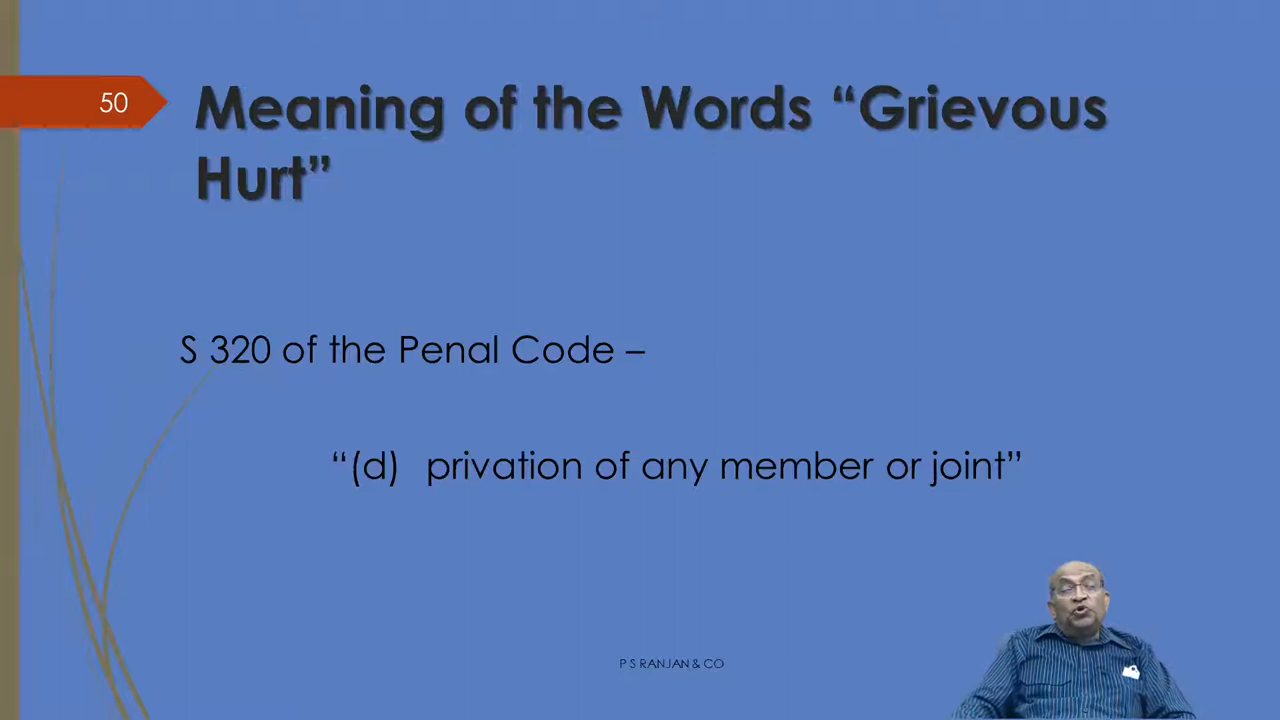 50
Meaning of the Words “Grievous
Hurt”
S 320 of the Penal Code –
“(d) privation of any member or joint”
P S RANJAN & CO